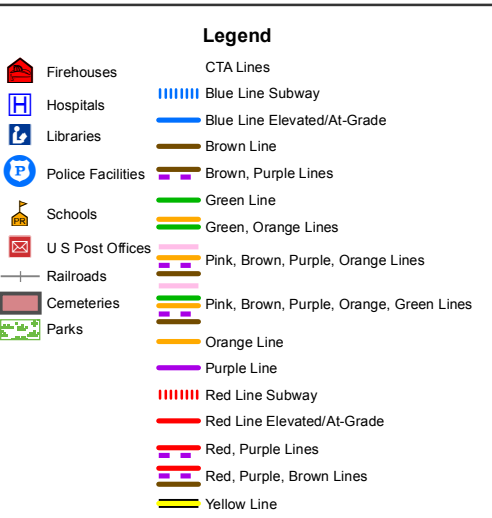 Legend
Firehouses
Hospitals
Libraries
Police Facilities
Schools
U S Post Offices
Railroads
Cemeteries
Parks
CTA Lines
Blue Line Subway
Blue Line Elevated/At-Grade
Brown Line
Brown, Purple Lines
Green Line
Green, Orange Lines
Pink, Brown, Purple, Orange Lines
Pink, Brown, Purple, Orange, Green Lines
Orange Line
Purple Line
Red Line Subway
Red Line Elevated/At-Grade
Red, Purple Lines
Red, Purple, Brown Lines
Yellow Line
H
P
PR